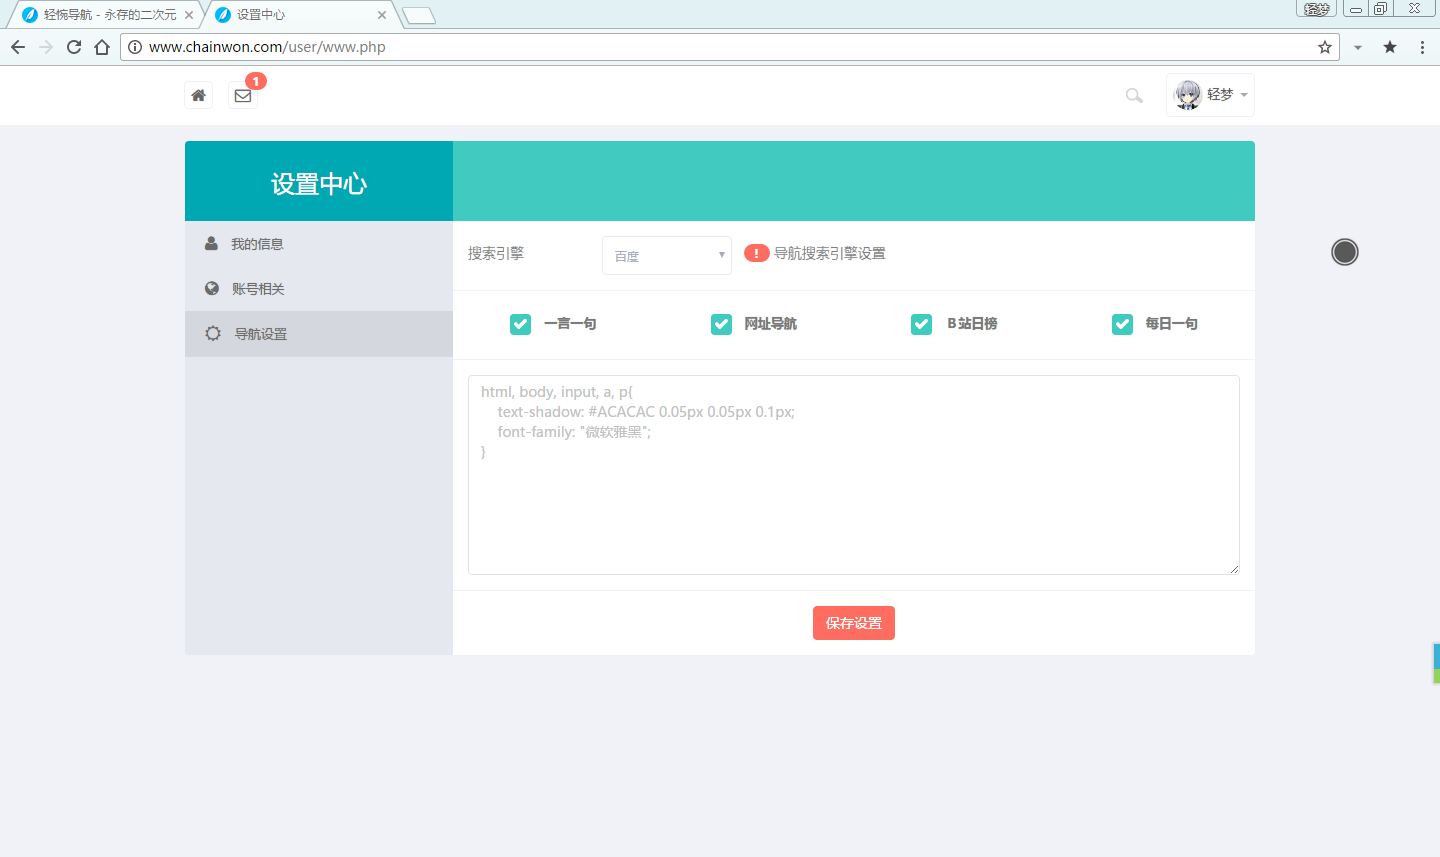 轻恢导航 - 永存的二次元
设置中心
轻梦
www.chainwon.com/user/www.php
1
轻梦
设置中心
我的信息
账号相关
导航设置
搜索引擎
百度
! 导航搜索引擎设置
一言一句
网址导航
B站日榜
每日一句
html, body, input, a, p{
    text-shadow: #ACACAC 0.05px 0.05px 0.1px;
    font-family: "微软雅黑";
}
保存设置